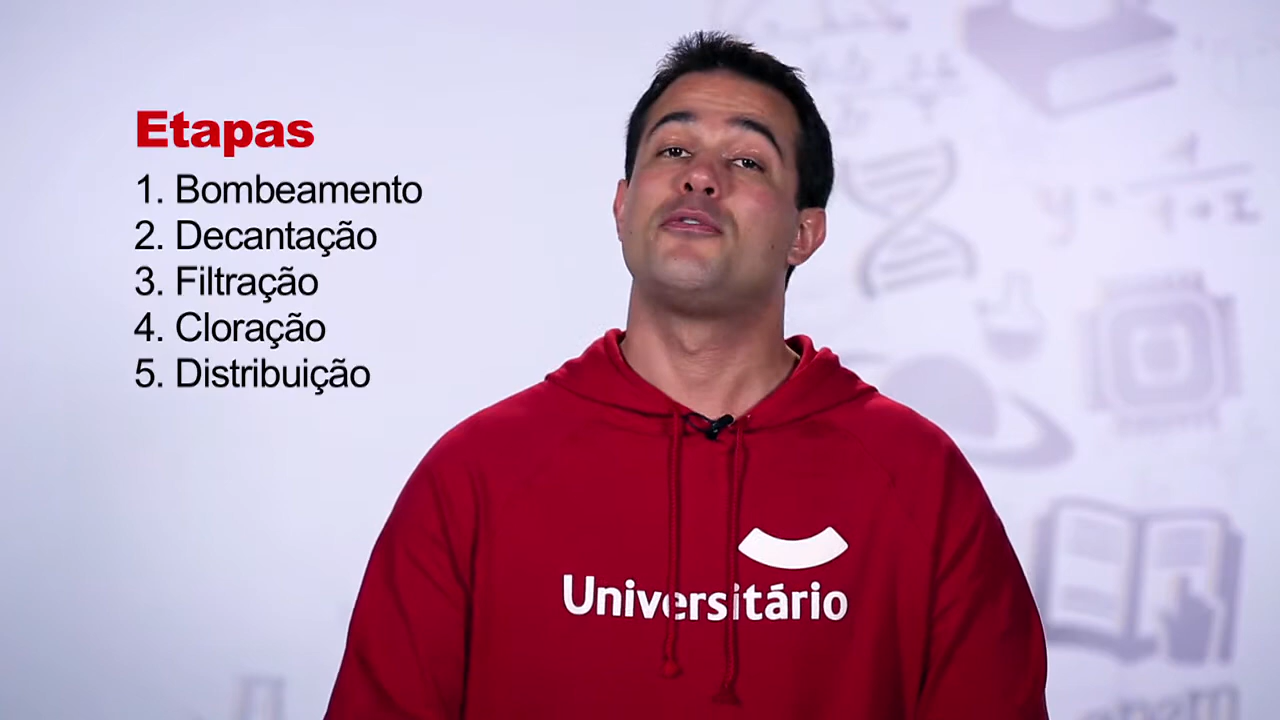 Etapas
1. Bombeamento
2. Decantação
3. Filtração
4. Cloração
5. Distribuição
Universitário